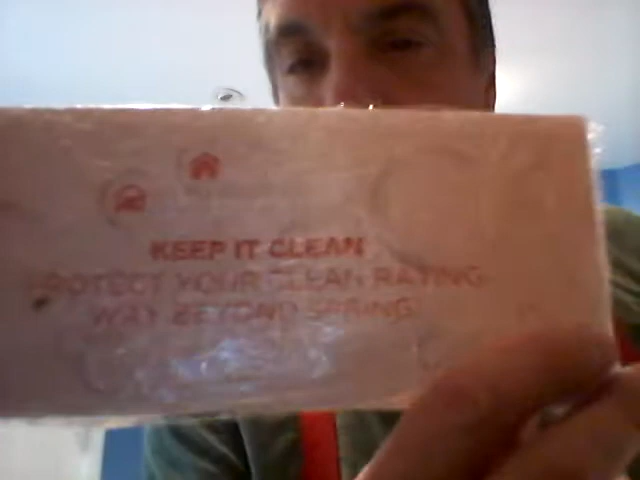 KEEP IT CLEAN
PROTECT YOUR CLEAN RATING
WAY BEYOND SPRING